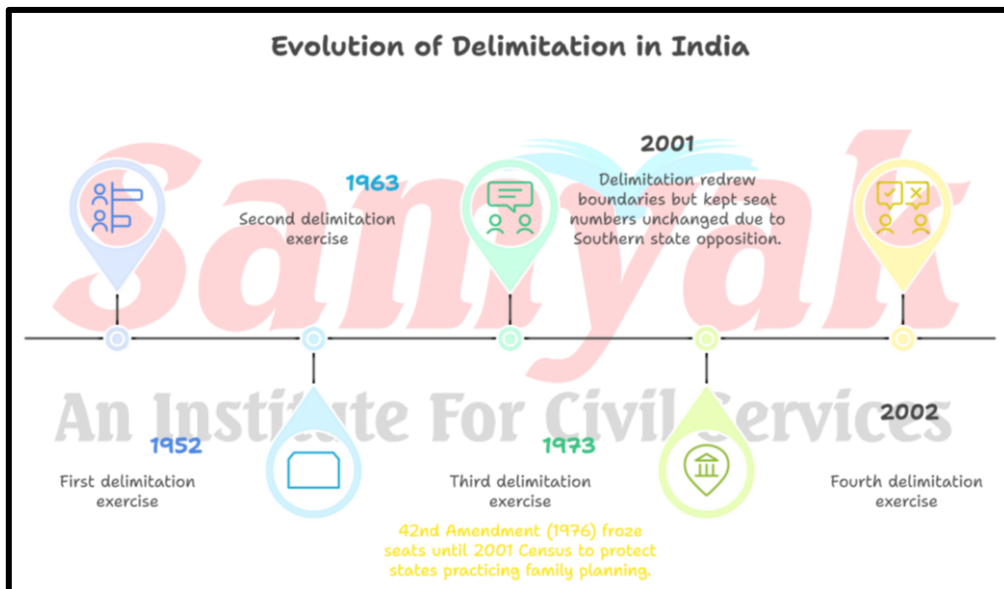 Evolution of Delimitation in India
2001
1963
Delimitation redrew
boundaries but kept seat
numbers unchanged due to
Southern state opposition.
Second delimitation
exercise
Samyak
An Institute For Civil Services
1952
First delimitation
exercise
1973
Third delimitation
exercise
42nd Amendment (1976) froze
seats until 2001 Census to protect
states practicing family planning.
2002
Fourth delimitation
exercise